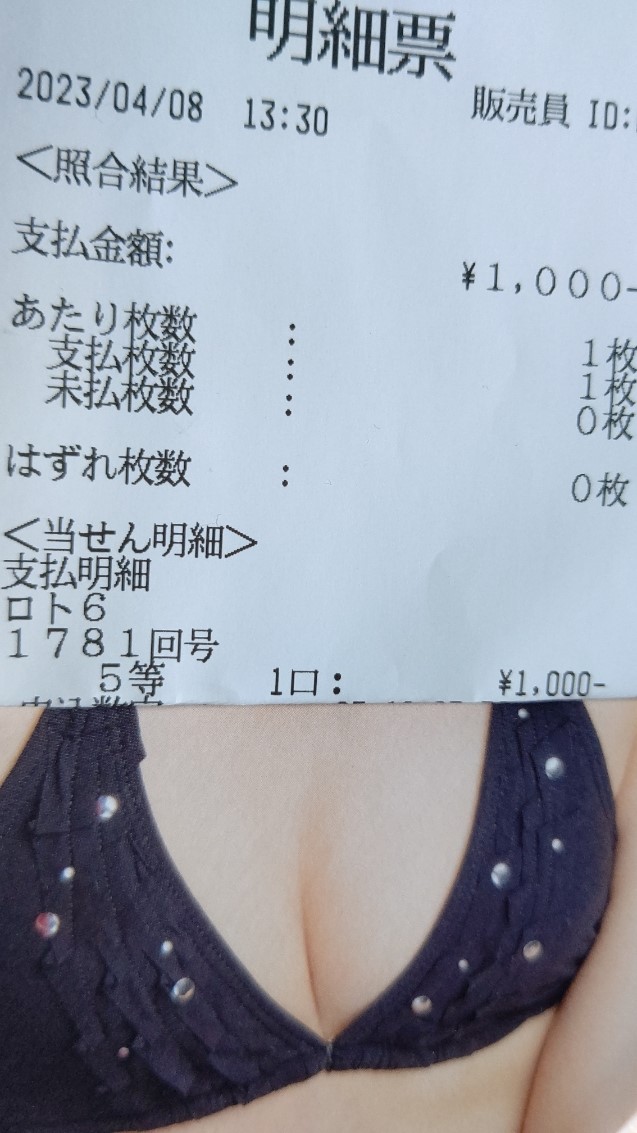 明細票
2023/04/08 13:30 販売員 ID:
＜照合結果＞
支払金額:
¥1,000-
あたり枚数 : 1枚
支払枚数 : 1枚
未払枚数 : 0枚
はずれ枚数 : 0枚
＜当せん明細＞
支払明細
ロト6
1781回号
5等 1口: ¥1,000-